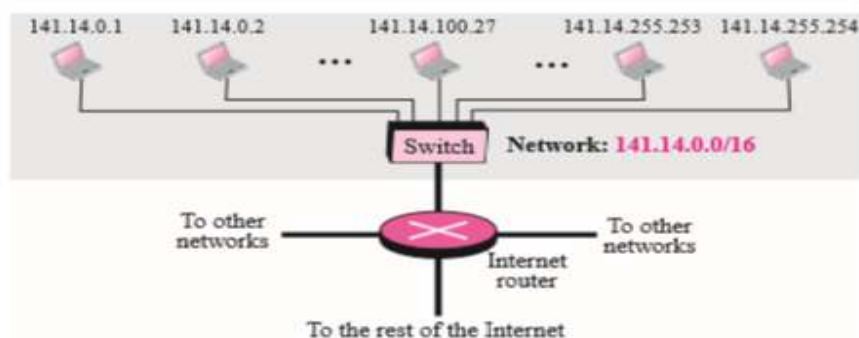 141.14.0.1 141.14.0.2 141.14.100.27 141.14.255.253 141.14.255.254
... ...
Switch Network: 141.14.0.0/16
To other
networks
To other
networks
Internet
router
To the rest of the Internet